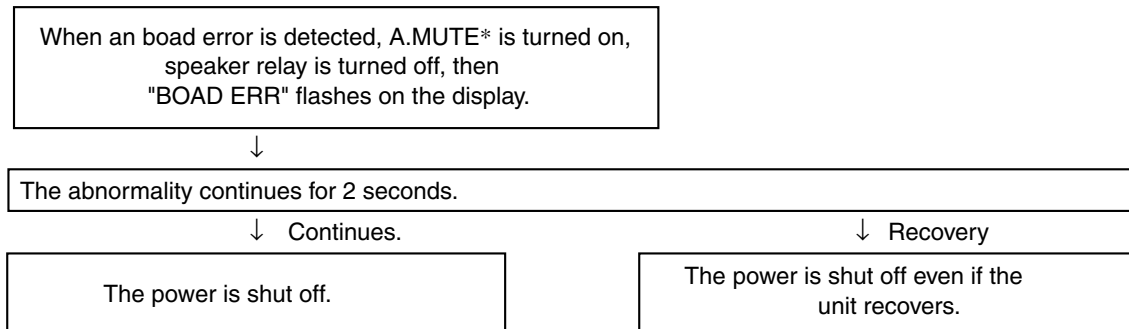 When an boad error is detected, A.MUTE* is turned on,
speaker relay is turned off, then
"BOAD ERR" flashes on the display.
↓
The abnormality continues for 2 seconds.
↓ Continues.
↓ Recovery
The power is shut off.
The power is shut off even if the
unit recovers.